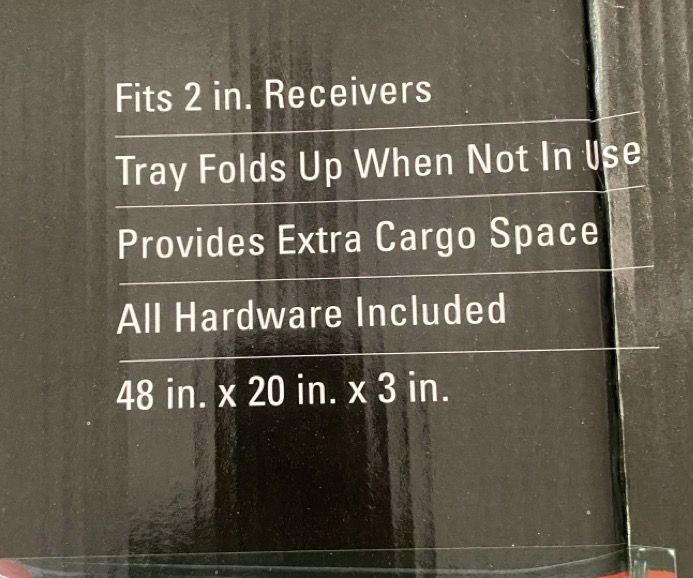 Fits 2 in. Receivers
Tray Folds Up When Not In Use
Provides Extra Cargo Space
All Hardware Included
48 in. x 20 in. x 3 in.